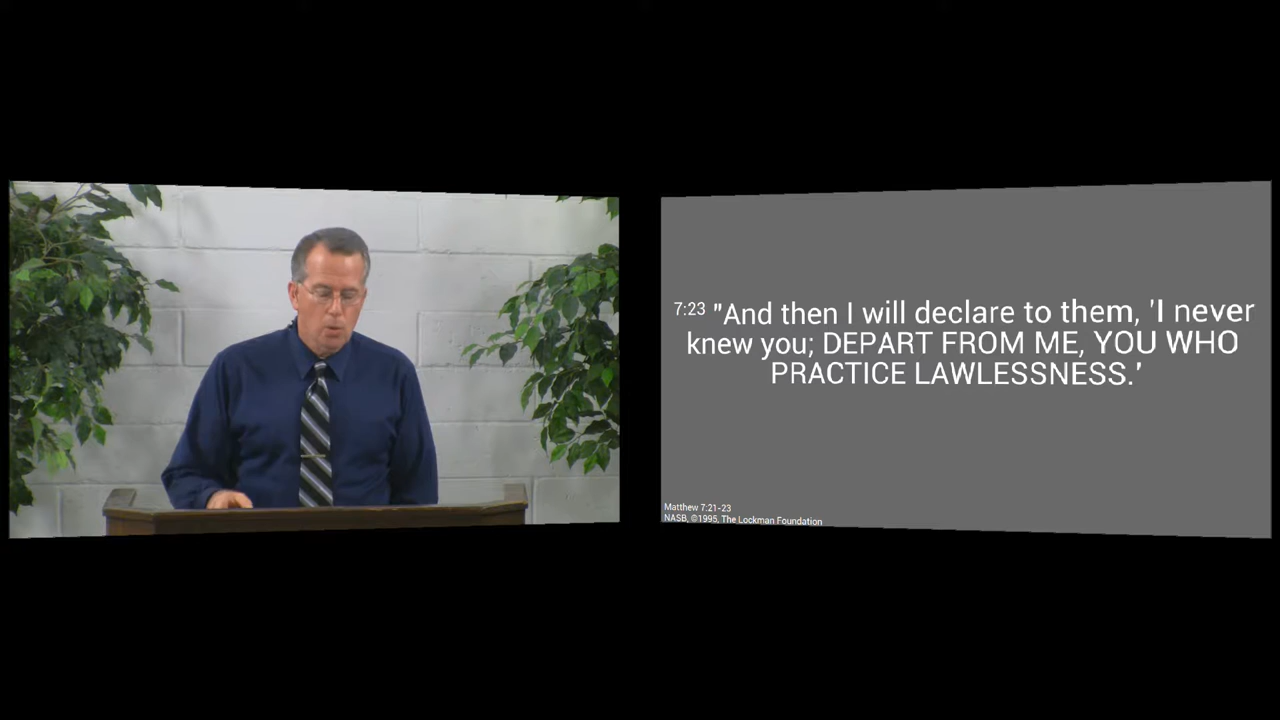 7:23 "And then I will declare to them, 'I never
knew you; DEPART FROM ME, YOU WHO
PRACTICE LAWLESSNESS.'
Matthew 7:21-23
NASB, ©1995, The Lockman Foundation